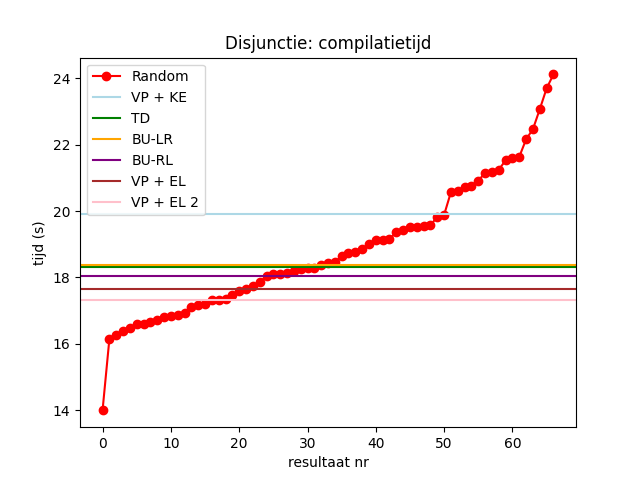 Disjunctie: compilatietijd
Random
VP + KE
TD
BU-LR
BU-RL
VP + EL
VP + EL 2
tijd (s)
24
22
20
18
16
14
0 10 20 30 40 50 60
resultaat nr